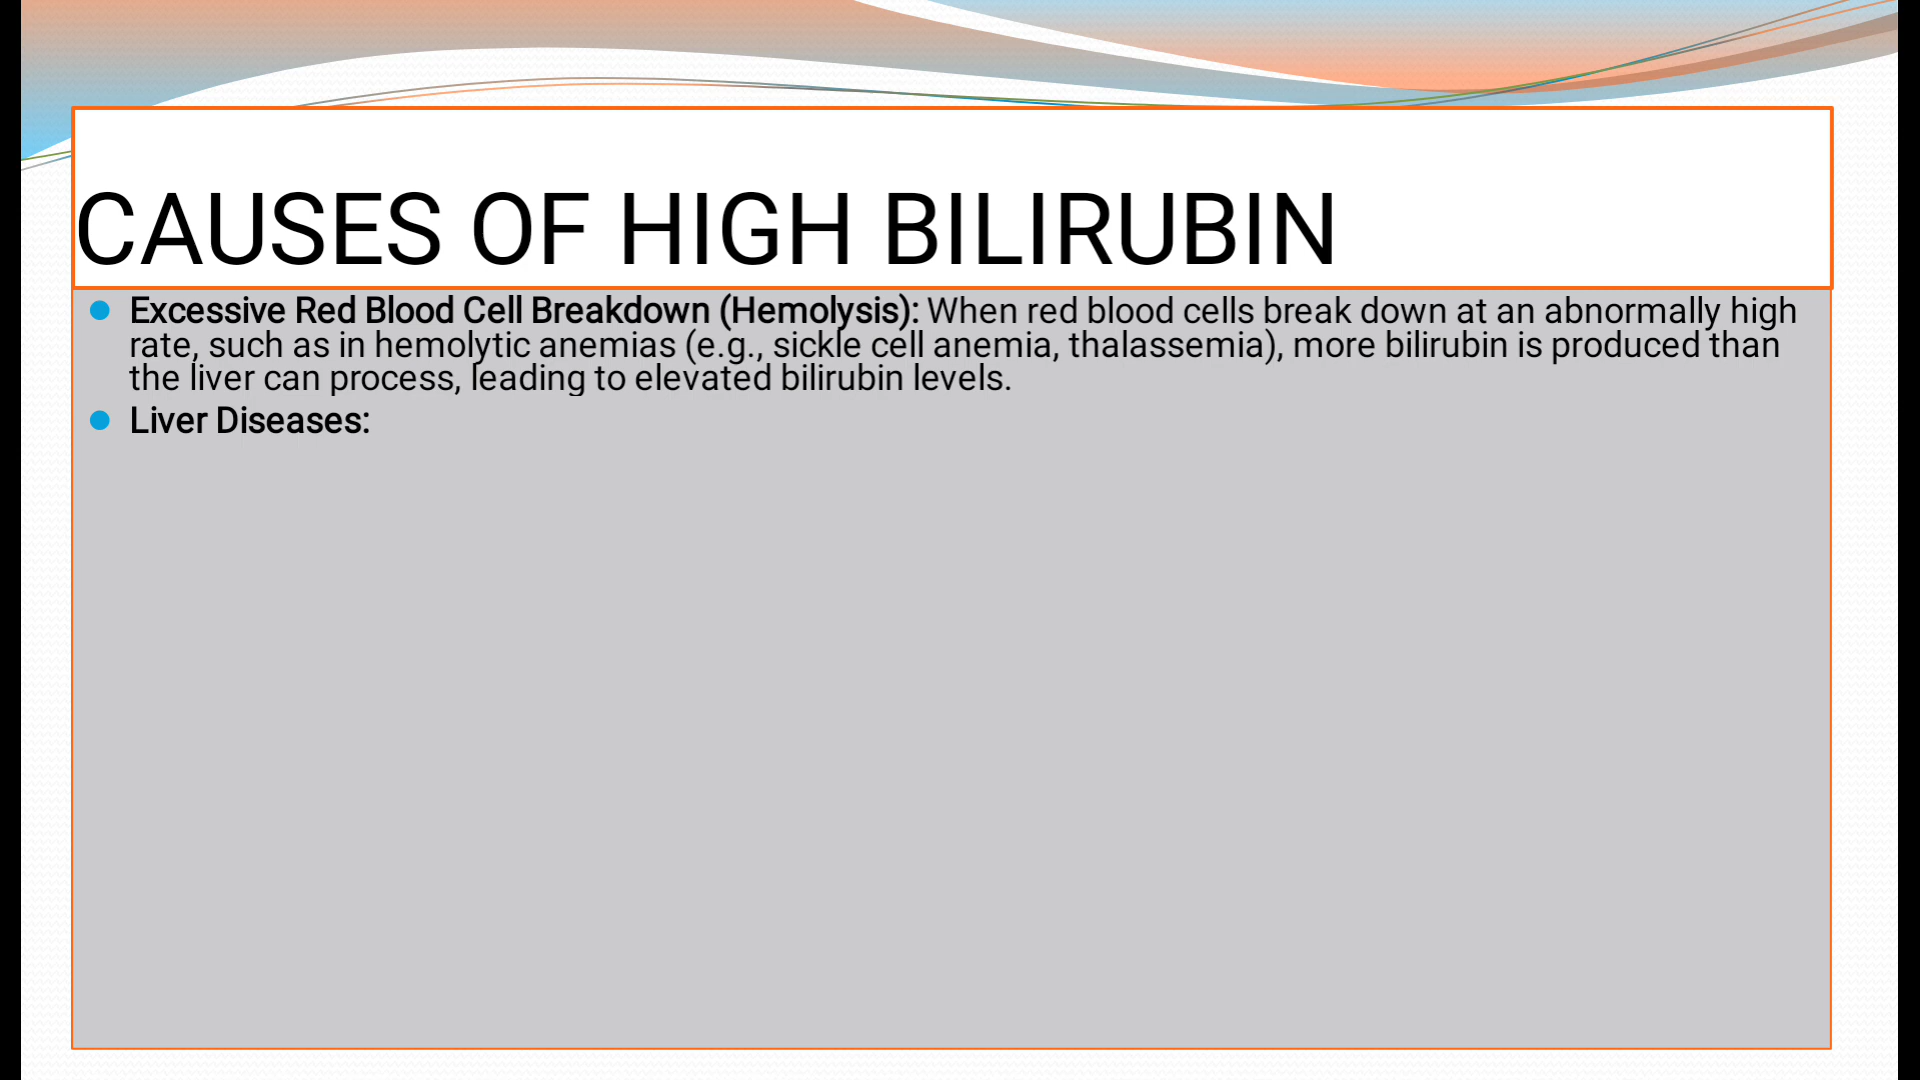 CAUSES OF HIGH BILIRUBIN
Excessive Red Blood Cell Breakdown (Hemolysis): When red blood cells break down at an abnormally high
rate, such as in hemolytic anemias (e.g., sickle cell anemia, thalassemia), more bilirubin is produced than
the liver can process, leading to elevated bilirubin levels.
Liver Diseases: